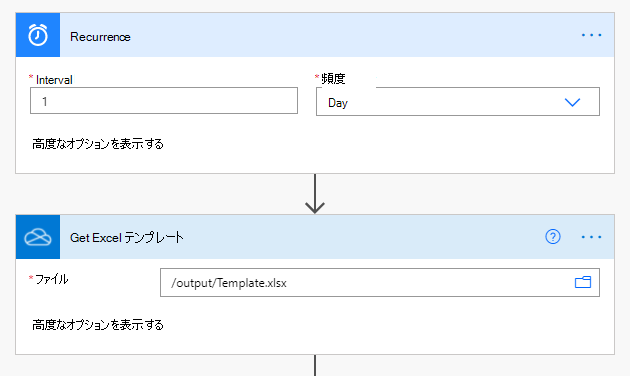 Recurrence
* Interval
* 頻度
1
Day
高度なオプションを表示する
Get Excel テンプレート
* ファイル
/output/Template.xlsx
高度なオプションを表示する